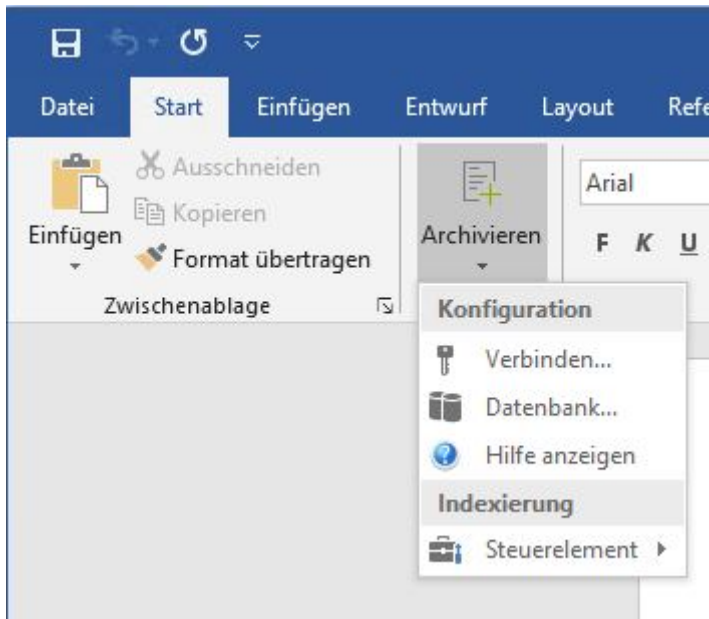 Datei Start Einfügen Entwurf Layout Refe
Einfügen
Ausschneiden
Kopieren
Format übertragen
Zwischenablage
Archivieren
Arial
F K U
Konfiguration
Verbinden...
Datenbank...
Hilfe anzeigen
Indexierung
Steuerelement